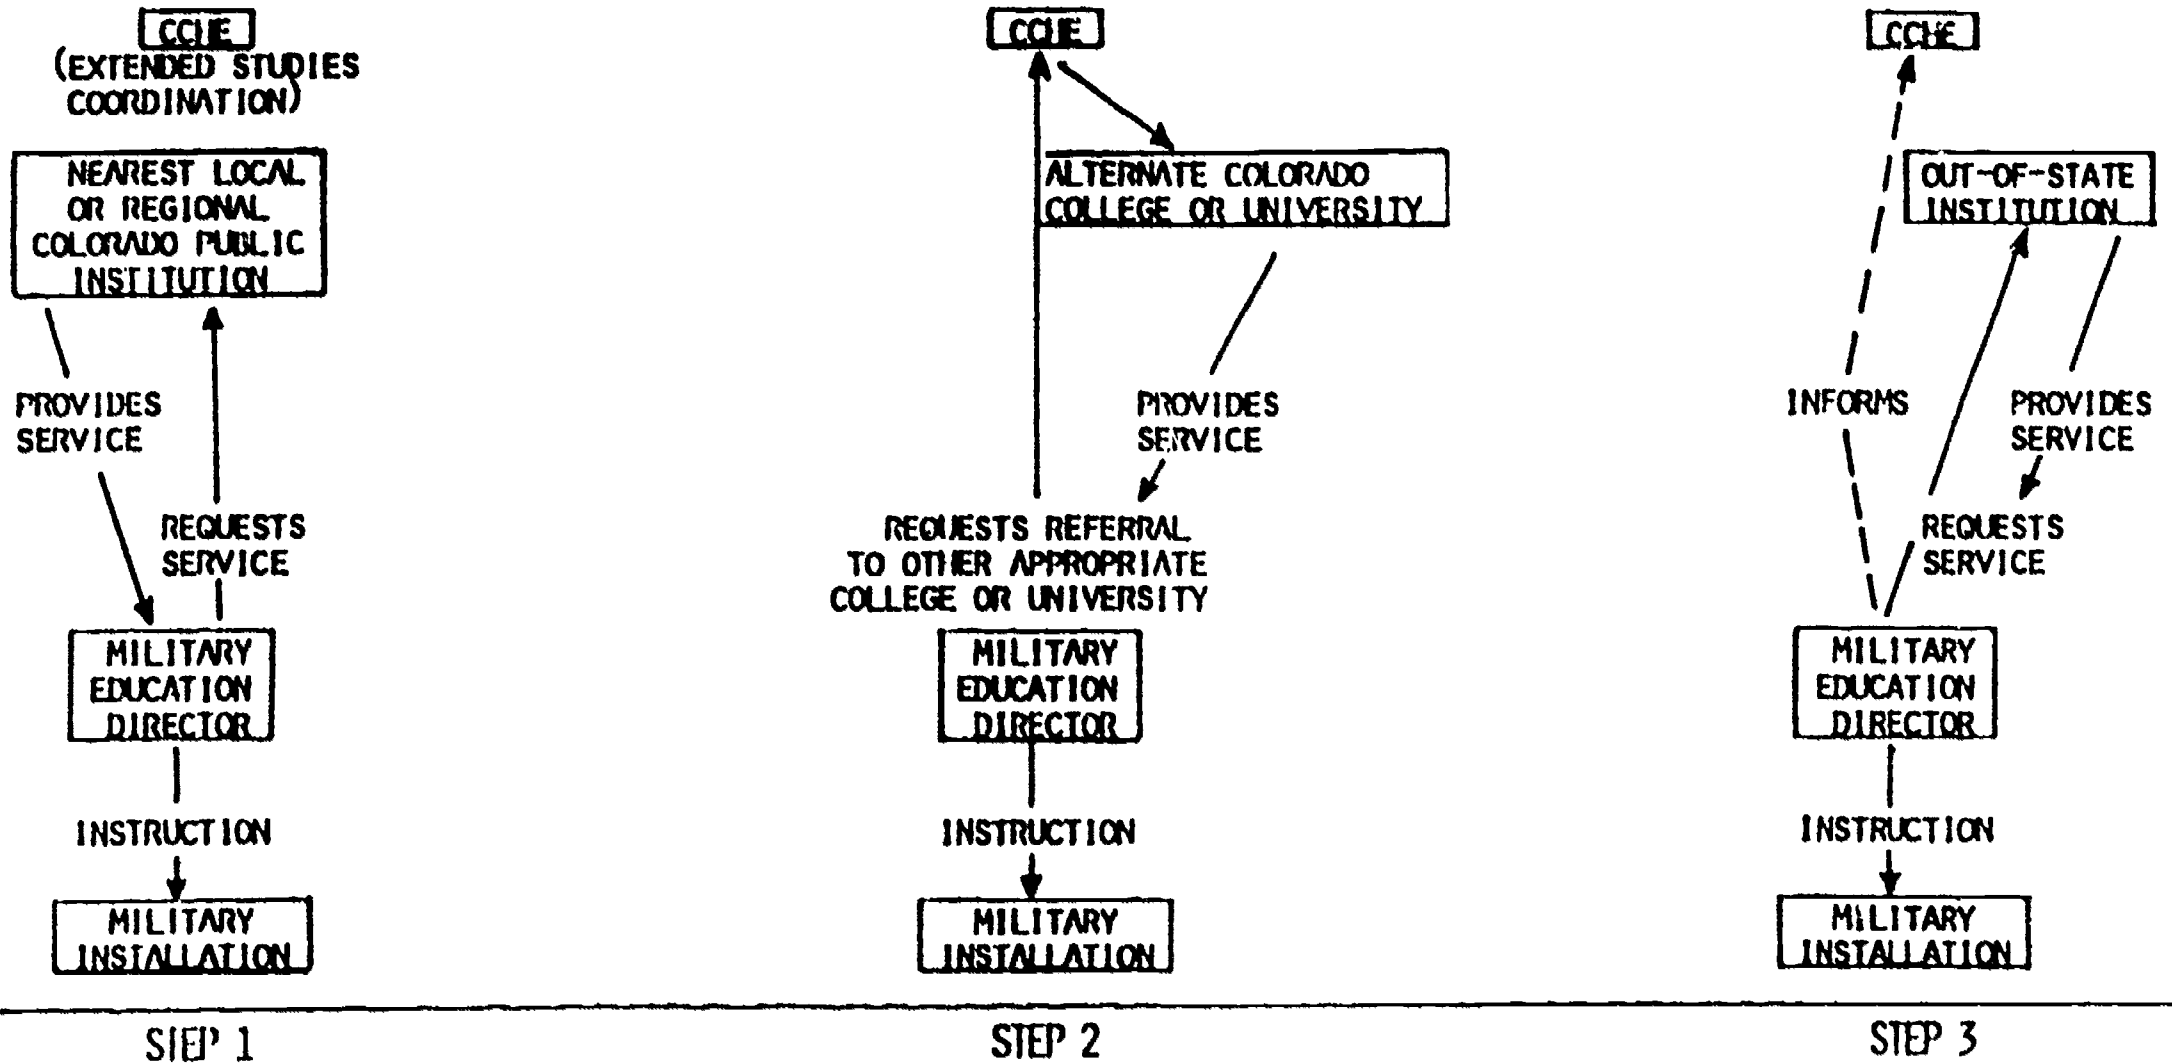 CCHE
(EXTENDED STUDIES
COORDINATION)
NEAREST LOCAL
OR REGIONAL
COLORADO PUBLIC
INSTITUTION
PROVIDES
SERVICE
REQUESTS
SERVICE
MILITARY
EDUCATION
DIRECTOR
INSTRUCTION
MILITARY
INSTALLATION
STEP 1
CCHE
ALTERNATE COLORADO
COLLEGE OR UNIVERSITY
PROVIDES
SERVICE
REQUESTS REFERRAL
TO OTHER APPROPRIATE
COLLEGE OR UNIVERSITY
MILITARY
EDUCATION
DIRECTOR
INSTRUCTION
MILITARY
INSTALLATION
STEP 2
CCHE
OUT-OF-STATE
INSTITUTION
INFORMS
PROVIDES
SERVICE
REQUESTS
SERVICE
MILITARY
EDUCATION
DIRECTOR
INSTRUCTION
MILITARY
INSTALLATION
STEP 3